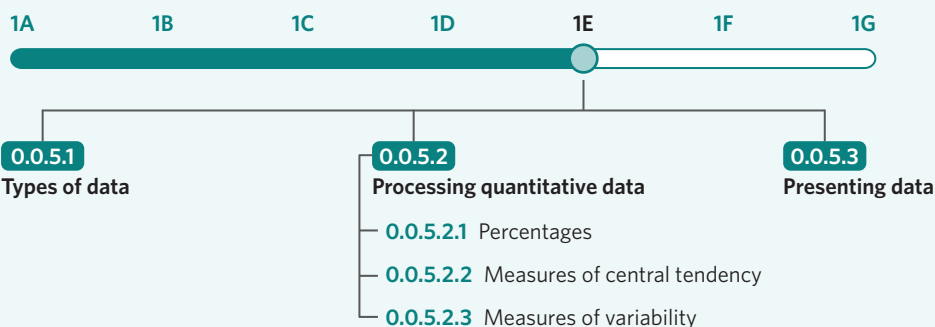 1A 1B 1C 1D 1E 1F 1G
0.0.5.1 0.0.5.2 0.0.5.3
Types of data Processing quantitative data Presenting data
0.0.5.2.1 Percentages
0.0.5.2.2 Measures of central tendency
0.0.5.2.3 Measures of variability